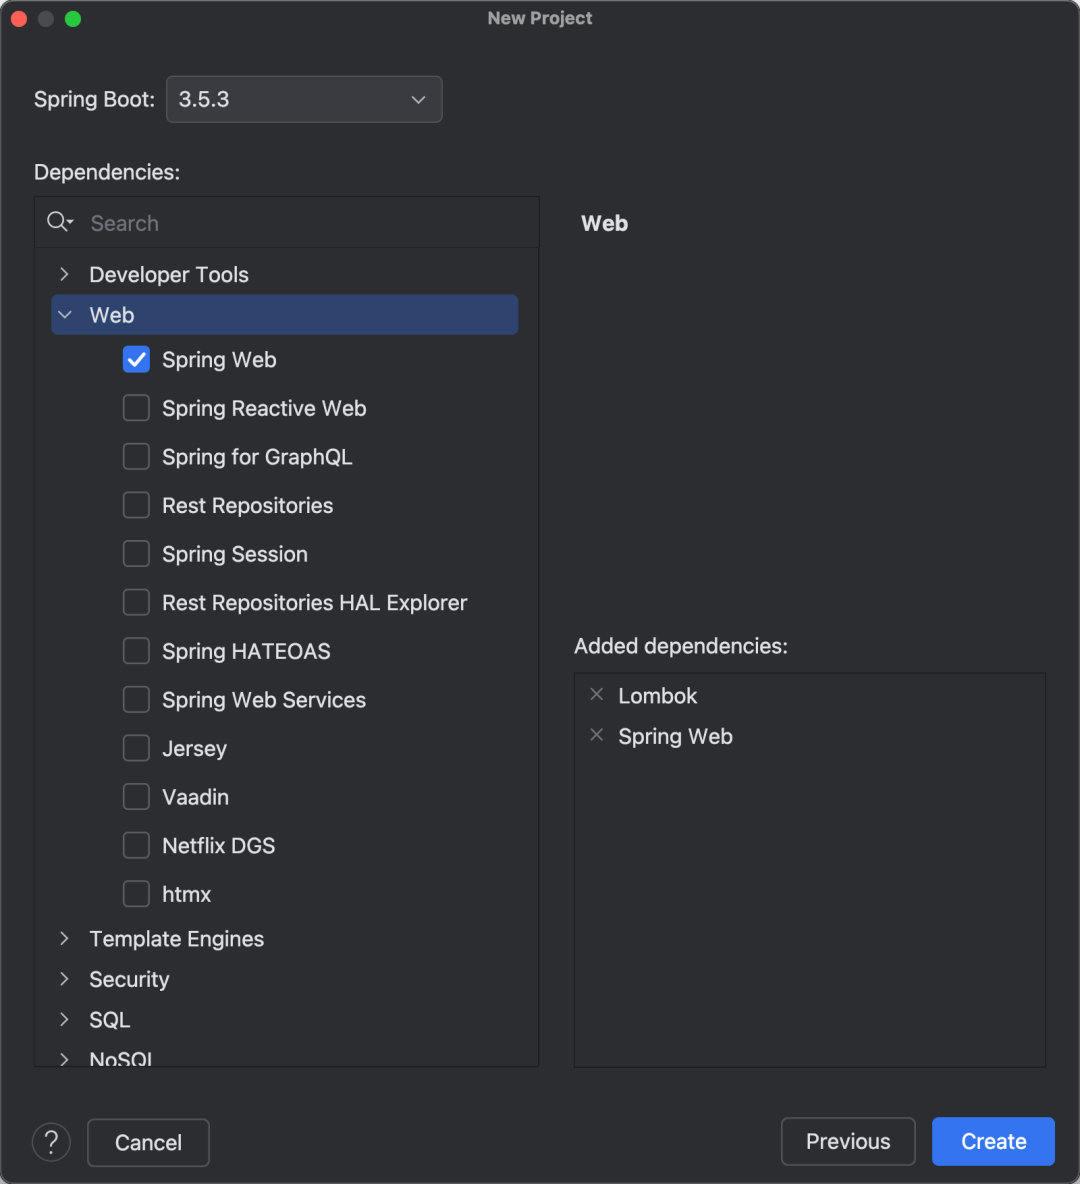 New Project
Spring Boot: 3.5.3
Dependencies:
Search
Developer Tools
Web
Spring Web
Spring Reactive Web
Spring for GraphQL
Rest Repositories
Spring Session
Rest Repositories HAL Explorer
Spring HATEOAS
Spring Web Services
Jersey
Vaadin
Netflix DGS
htmx
Template Engines
Security
SQL
NoSQL
Web
Added dependencies:
Lombok
Spring Web
? Cancel Previous Create